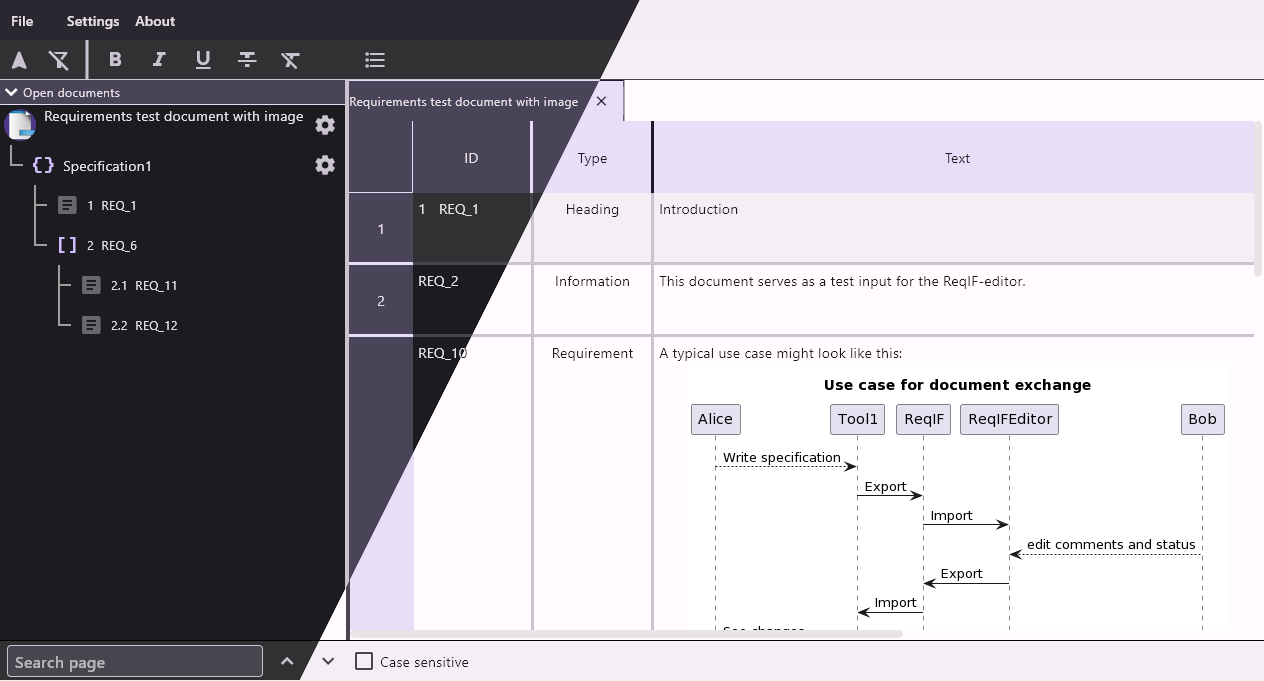 File Settings About
B I U
Open documents
Requirements test document with image
Specification1
1 REQ_1
2 REQ_6
2.1 REQ_11
2.2 REQ_12
Requirements test document with image
ID Type Text
1 1 REQ_1 Heading Introduction
2 REQ_2 Information This document serves as a test input for the ReqIF-editor.
REQ_10 Requirement A typical use case might look like this:
Use case for document exchange
Alice Tool1 ReqIF ReqIFEditor Bob
Write specification
Export
Import
edit comments and status
Export
Import
See changes
Search page Case sensitive